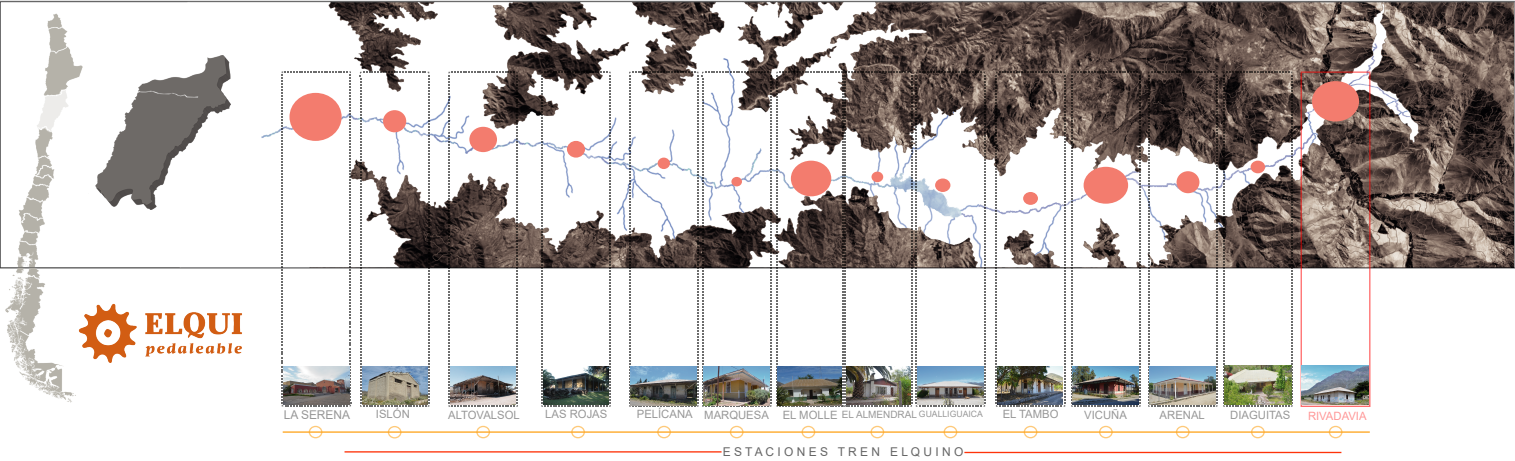 ELQUI
pedaleable
LA SERENA
ISLÓN
ALTOVALSOL
LAS ROJAS
PELÍCANA
MARQUESA
EL MOLLE
EL ALMENDRAL
GUALLIGUAICA
EL TAMBO
VICUÑA
ARENAL
DIAGUITAS
RIVADAVIA
ESTACIONES TREN ELQUINO